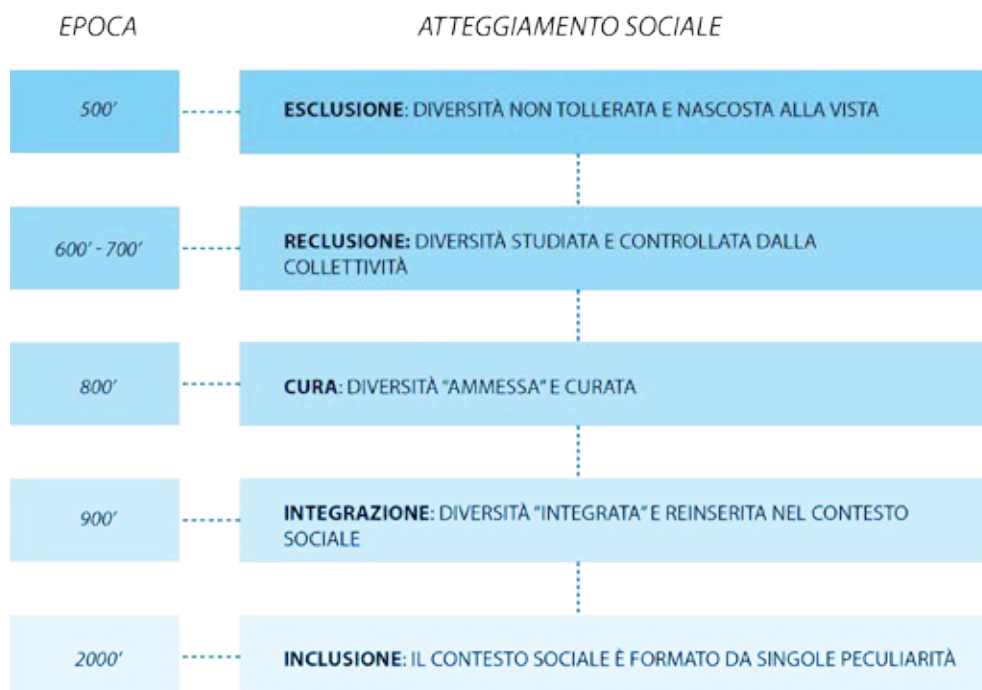 EPOCA ATTEGGIAMENTO SOCIALE
500' ESCLUSIONE: DIVERSITÀ NON TOLLERATA E NASCOSTA ALLA VISTA
600' - 700' RECLUSIONE: DIVERSITÀ STUDIATA E CONTROLLATA DALLA
COLLETTIVITÀ
800' CURA: DIVERSITÀ "AMMESSA" E CURATA
900' INTEGRAZIONE: DIVERSITÀ "INTEGRATA" E REINSERITA NEL CONTESTO
SOCIALE
2000' INCLUSIONE: IL CONTESTO SOCIALE È FORMATO DA SINGOLE PECULIARITÀ